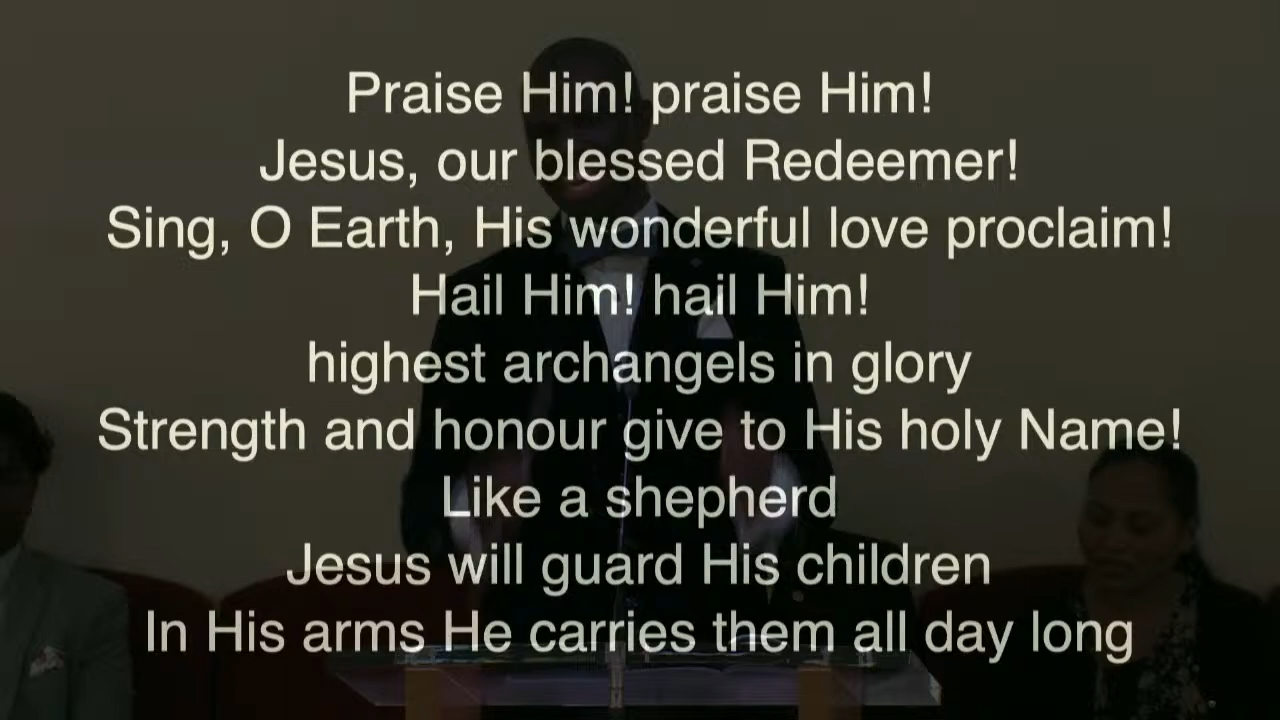 Praise Him! praise Him!
Jesus, our blessed Redeemer!
Sing, O Earth, His wonderful love proclaim!
Hail Him! hail Him!
highest archangels in glory
Strength and honour give to His holy Name!
Like a shepherd
Jesus will guard His children
In His arms He carries them all day long